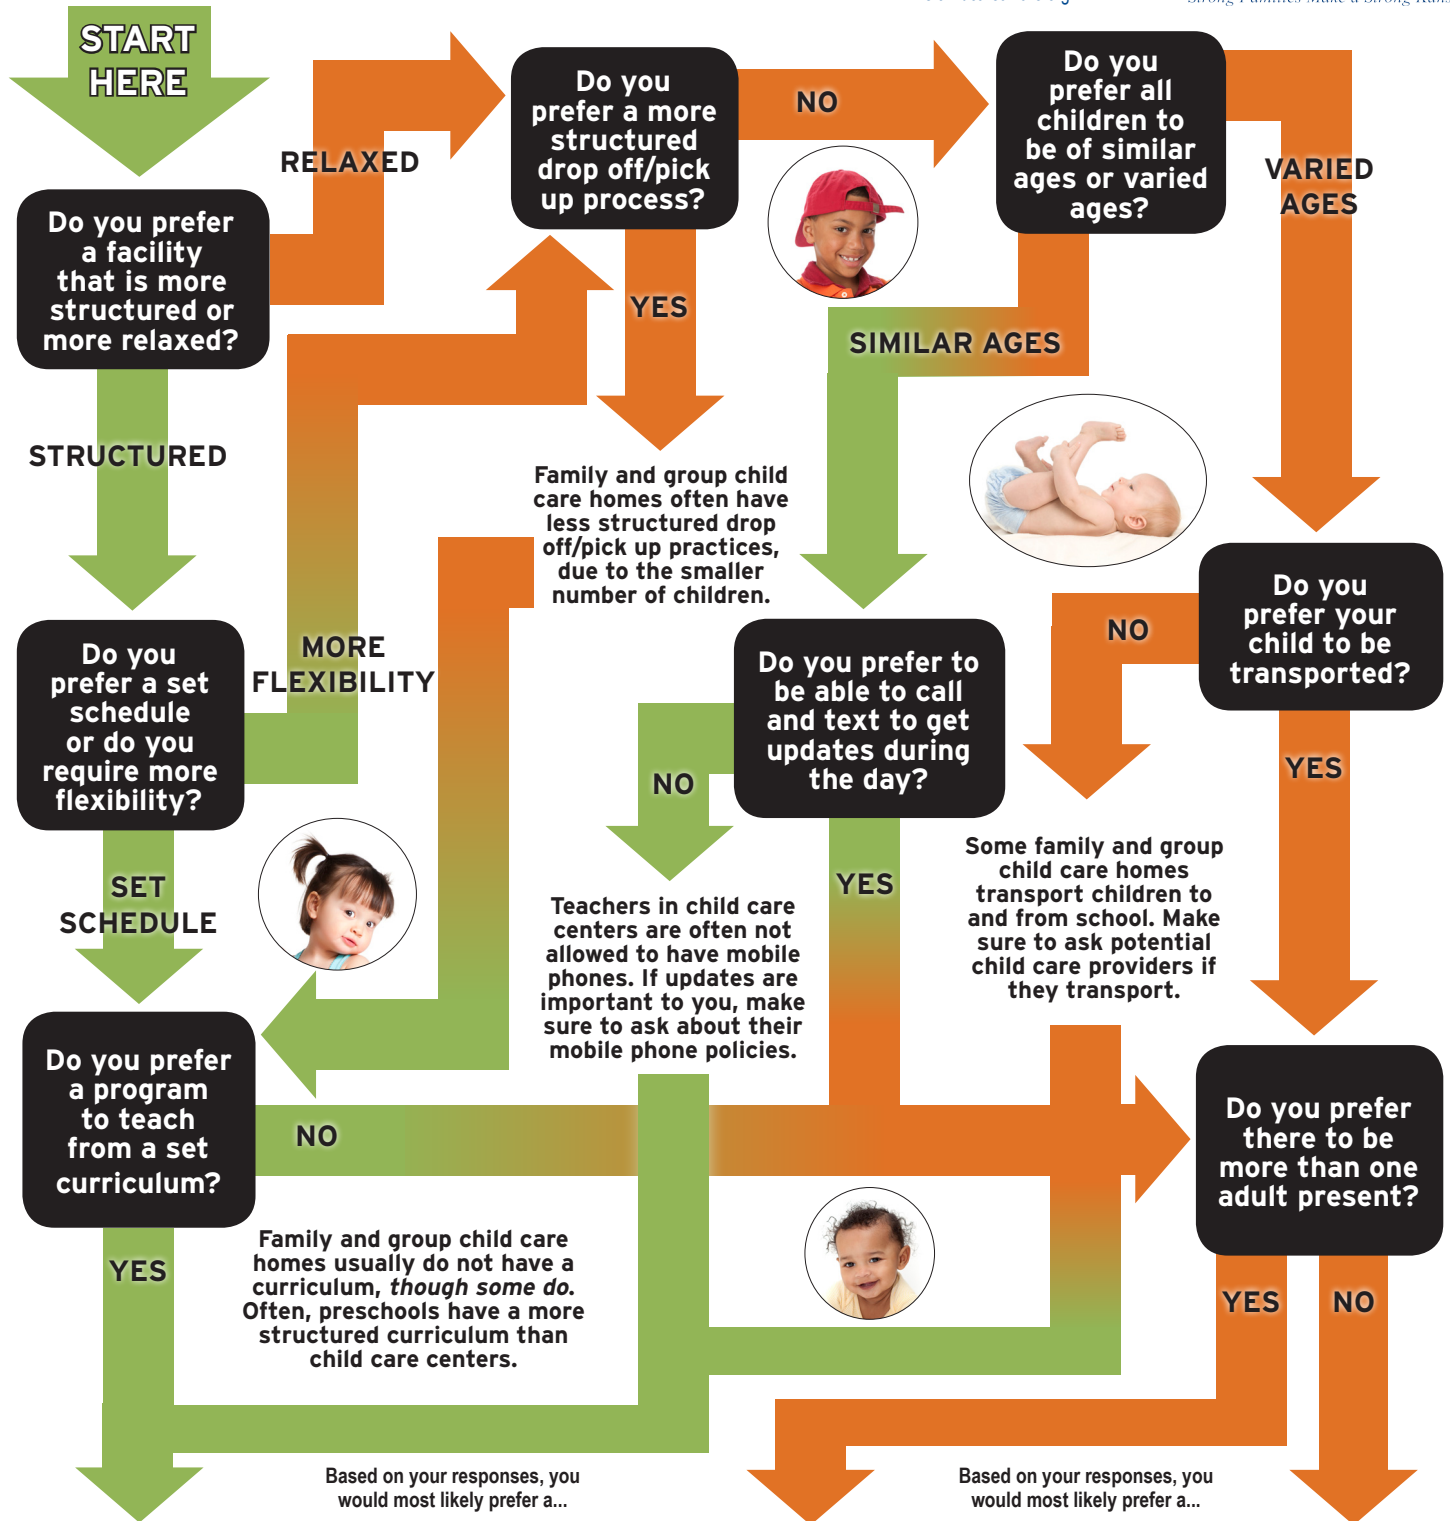 Strong Families Make a Strong Kans
START
HERE
Do you prefer
a facility
that is more
structured or
more relaxed?
RELAXED
Do you
prefer a more
structured
drop off/pick
up process?
NO
Do you
prefer all
children to
be of similar
ages or varied
ages?
VARIED
AGES
YES
SIMILAR AGES
STRUCTURED
Family and group child
care homes often have
less structured drop
off/pick up practices,
due to the smaller
number of children.
Do you
prefer a set
schedule
or do you
require more
flexibility?
MORE
FLEXIBILITY
Do you prefer to
be able to call
and text to get
updates during
the day?
NO
Do you
prefer your
child to be
transported?
NO
YES
YES
SET
SCHEDULE
Teachers in child care
centers are often not
allowed to have mobile
phones. If updates are
important to you, make
sure to ask about their
mobile phone policies.
Some family and group
child care homes
transport children to
and from school. Make
sure to ask potential
child care providers if
they transport.
Do you prefer
a program
to teach
from a set
curriculum?
NO
Do you prefer
there to be
more than one
adult present?
YES
Family and group child care
homes usually do not have a
curriculum, though some do.
Often, preschools have a more
structured curriculum than
child care centers.
YES
NO
Based on your responses, you
would most likely prefer a...
Based on your responses, you
would most likely prefer a...